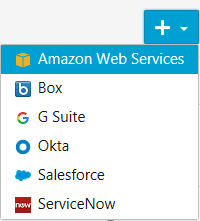 Amazon Web Services
Box
G Suite
Okta
Salesforce
ServiceNow